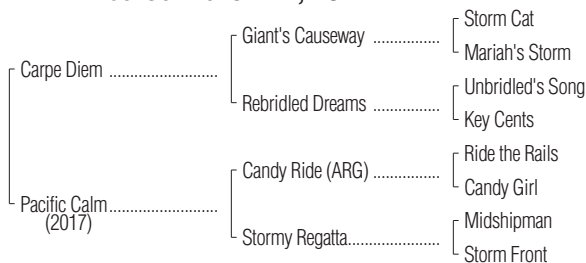 Storm Cat
Giant's Causeway ................
Mariah's Storm
Carpe Diem ..........................
Unbridled's Song
Rebridled Dreams ................
Key Cents
Ride the Rails
Candy Ride (ARG) ................
Candy Girl
Pacific Calm..........................
(2017)
Midshipman
Stormy Regatta......................
Storm Front